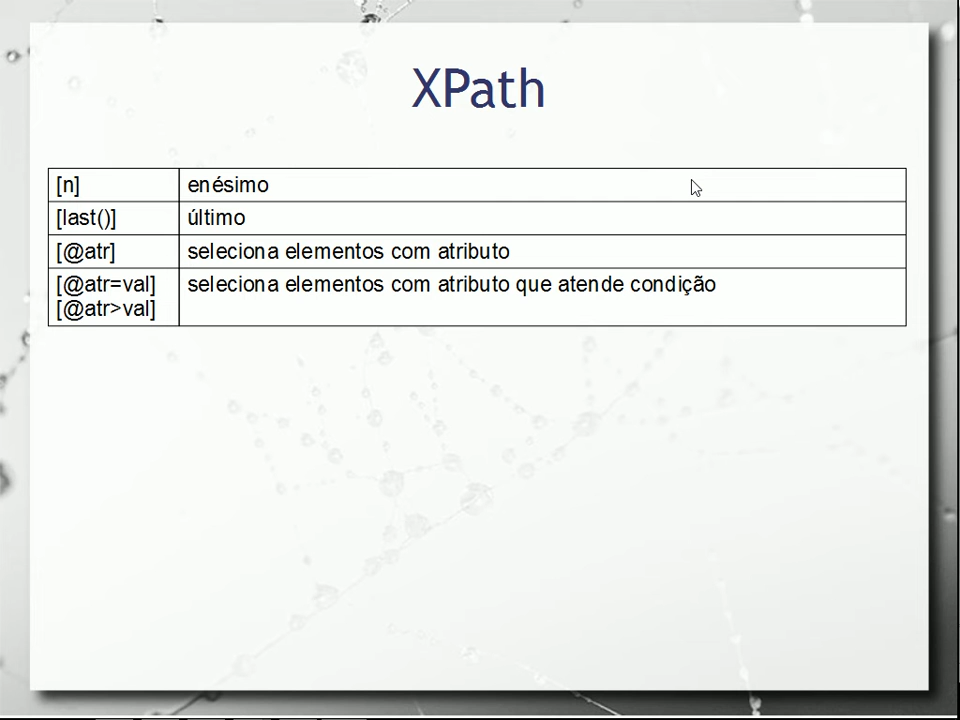 XPath
[n] enésimo
[last()] último
[@atr] seleciona elementos com atributo
[@atr=val] seleciona elementos com atributo que atende condição
[@atr>val]